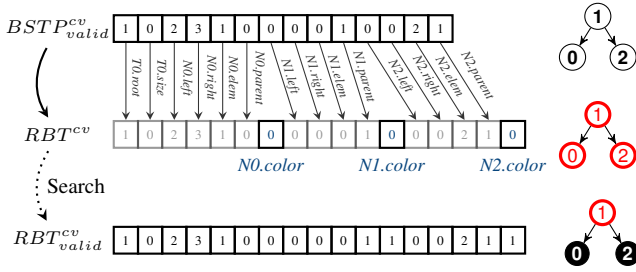 BSTP^{cv}_{valid} 1 0 2 3 1 0 0 0 0 1 0 0 2 1
T0.root T0.size N0.left N0.right N0.elem N0.parent N1.left N1.right N1.elem N1.parent N2.left N2.right N2.elem N2.parent
RBT^{cv} 1 0 2 3 1 0 0 0 0 0 1 0 0 0 2 1 0
N0.color N1.color N2.color
Search
RBT^{cv}_{valid} 1 0 2 3 1 0 0 0 0 0 1 1 0 0 2 1 1
1
0 2
1
0 2
1
0 2